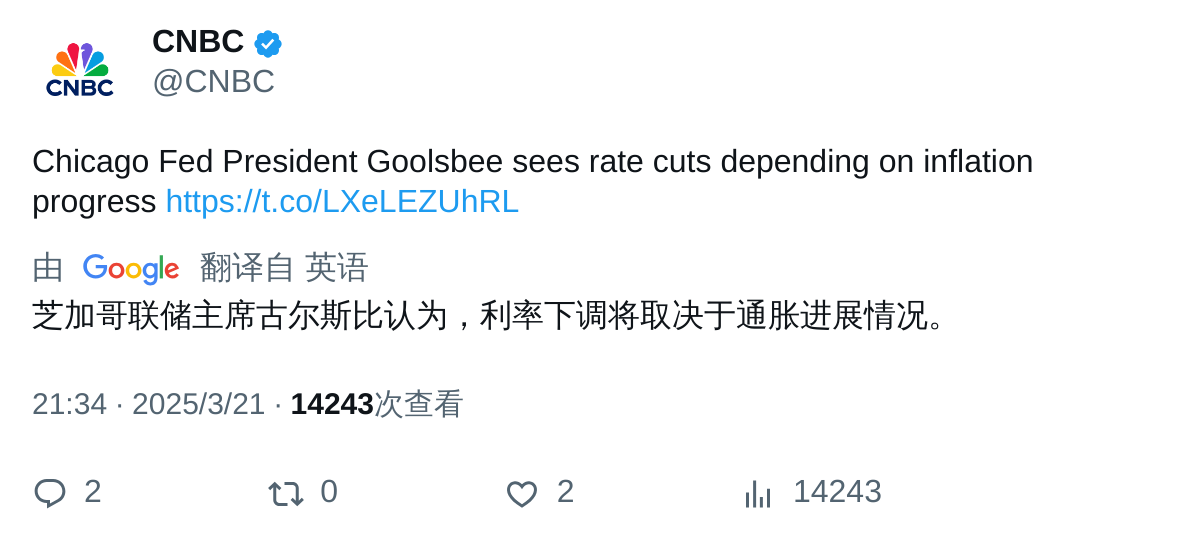 CNBC
@CNBC
CNBC
Chicago Fed President Goolsbee sees rate cuts depending on inflation
progress https://t.co/LXeLEZUhRL
由 Google 翻译自 英语
芝加哥联储主席古尔斯比认为，利率下调将取决于通胀进展情况。
21:34 · 2025/3/21 · 14243次查看
2 0 2 14243